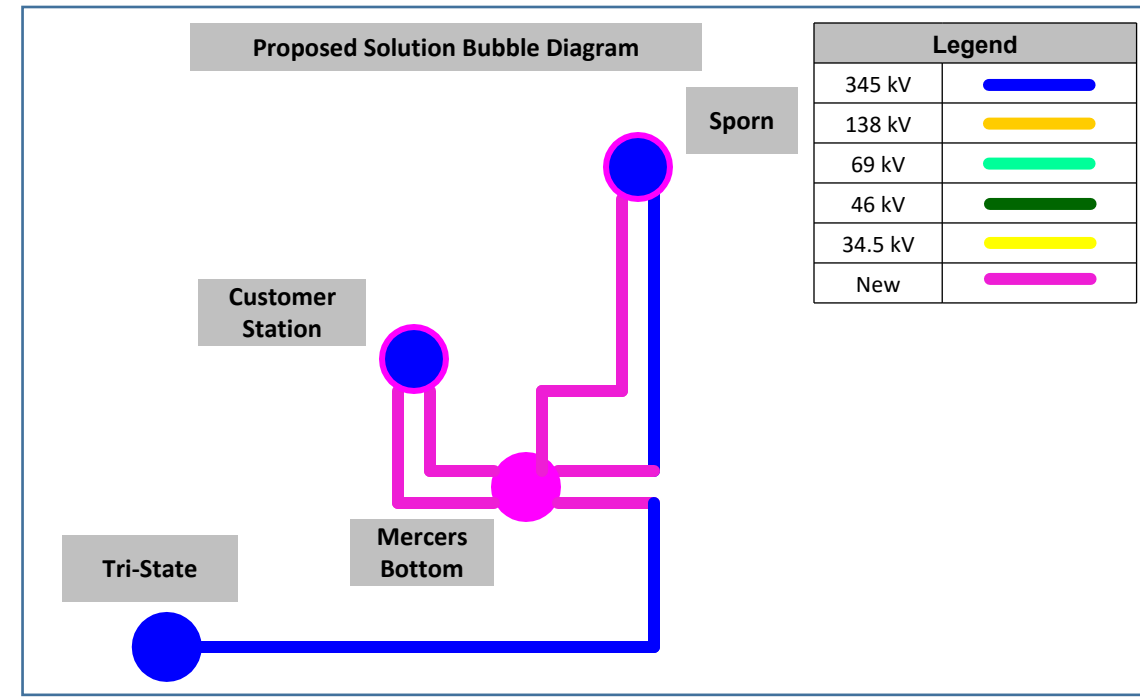 Proposed Solution Bubble Diagram
Legend
345 kV
138 kV
69 kV
46 kV
34.5 kV
New
Sporn
Customer
Station
Mercers
Bottom
Tri-State